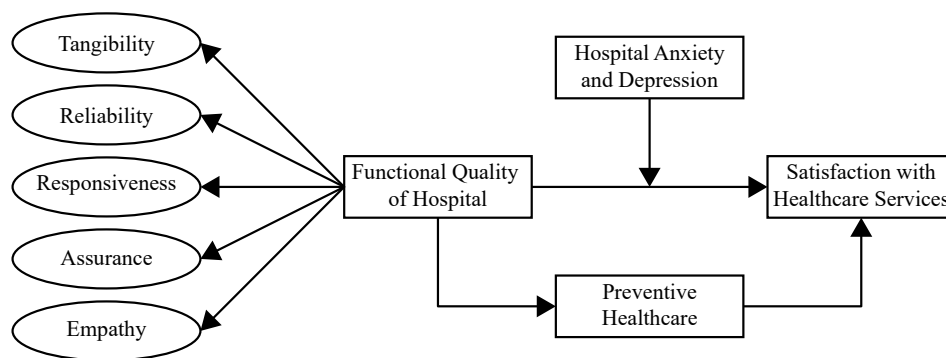 Tangibility
Reliability
Responsiveness
Assurance
Empathy
Functional Quality
of Hospital
Hospital Anxiety
and Depression
Preventive
Healthcare
Satisfaction with
Healthcare Services